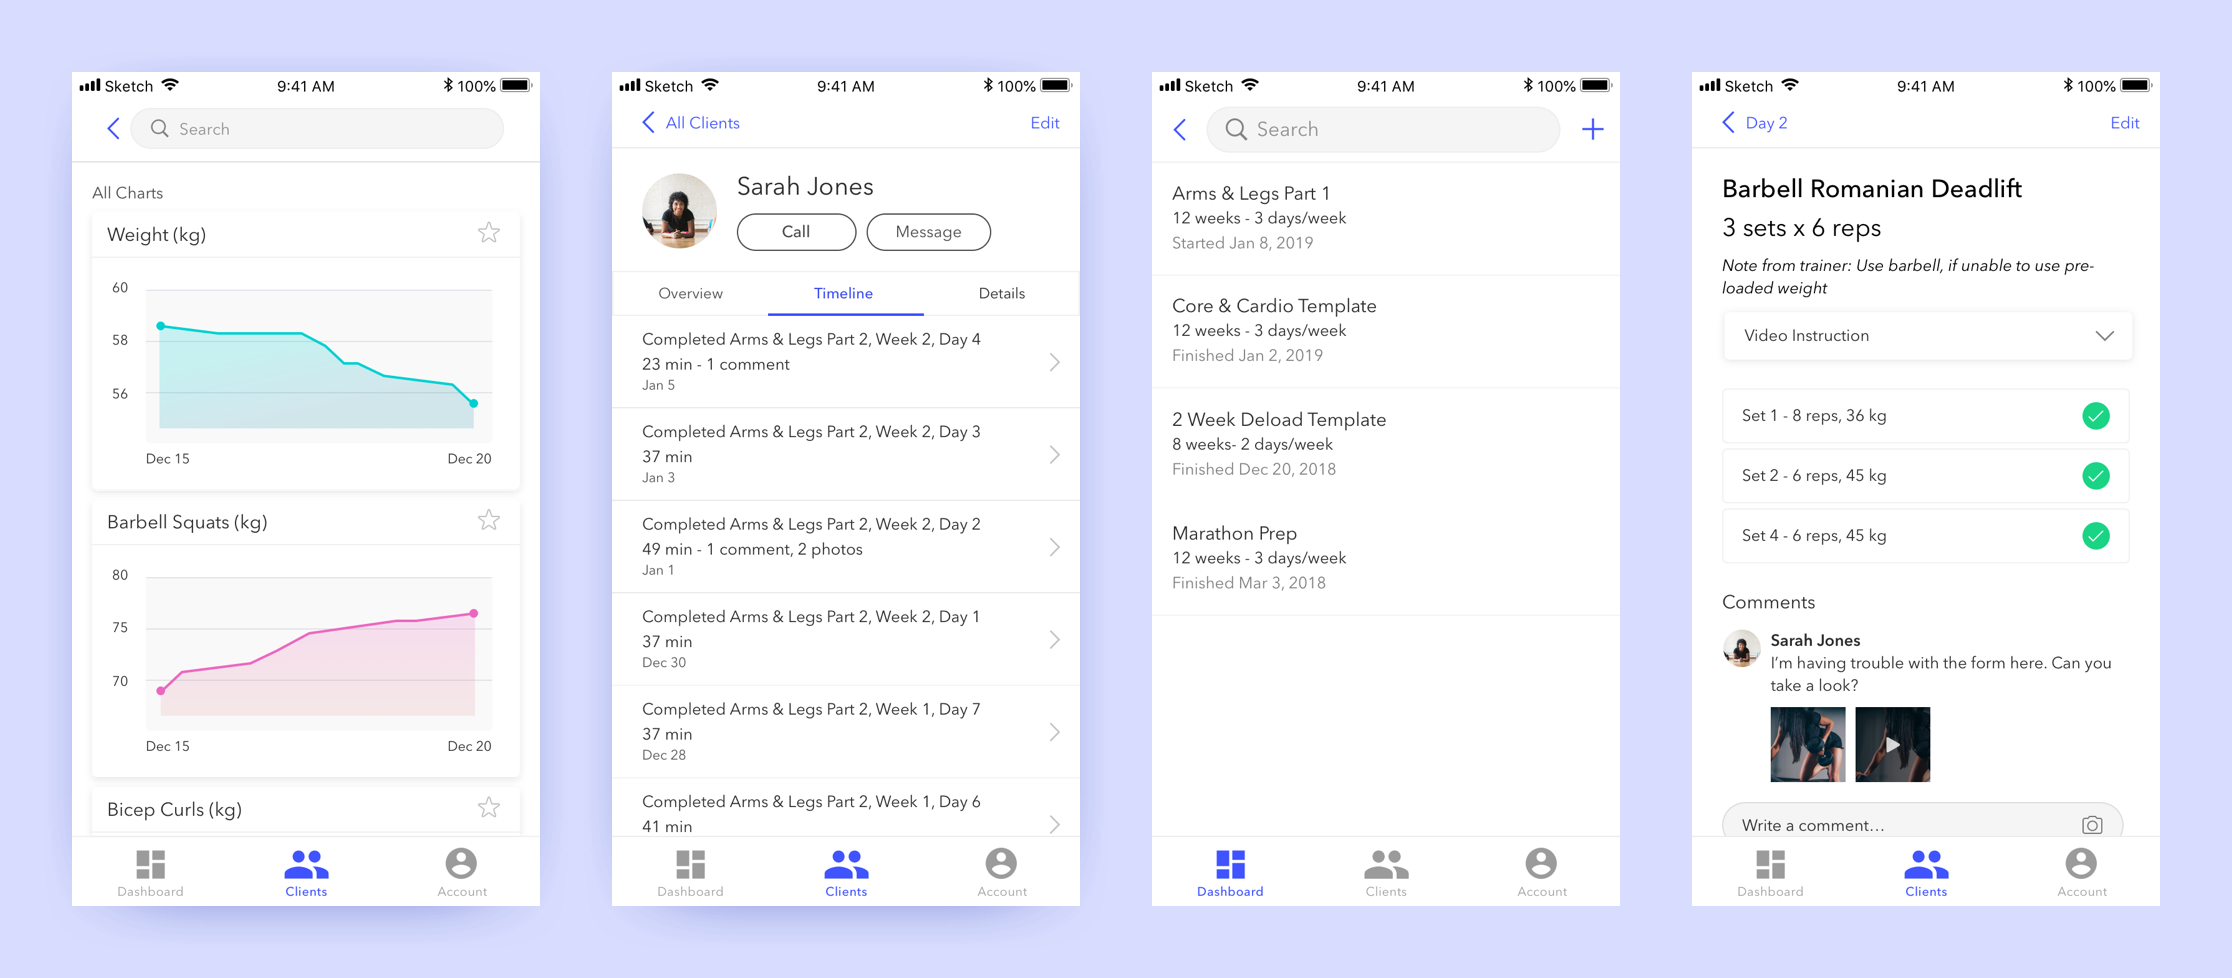 Sketch 9:41 AM 100%
Search
All Charts
Weight (kg)
60
58
56
Dec 15 Dec 20
Barbell Squats (kg)
80
75
70
Dec 15 Dec 20
Bicep Curls (kg)
Dashboard Clients Account
Sketch 9:41 AM 100%
All Clients Edit
Sarah Jones
Call Message
Overview Timeline Details
Completed Arms & Legs Part 2, Week 2, Day 4
23 min - 1 comment
Jan 5
Completed Arms & Legs Part 2, Week 2, Day 3
37 min
Jan 3
Completed Arms & Legs Part 2, Week 2, Day 2
49 min - 1 comment, 2 photos
Jan 1
Completed Arms & Legs Part 2, Week 2, Day 1
37 min
Dec 30
Completed Arms & Legs Part 2, Week 1, Day 7
37 min
Dec 28
Completed Arms & Legs Part 2, Week 1, Day 6
41 min
Dashboard Clients Account
Sketch 9:41 AM 100%
Search
Arms & Legs Part 1
12 weeks - 3 days/week
Started Jan 8, 2019
Core & Cardio Template
12 weeks - 3 days/week
Finished Jan 2, 2019
2 Week Deload Template
8 weeks- 2 days/week
Finished Dec 20, 2018
Marathon Prep
12 weeks - 3 days/week
Finished Mar 3, 2018
Dashboard Clients Account
Sketch 9:41 AM 100%
Day 2 Edit
Barbell Romanian Deadlift
3 sets x 6 reps
Note from trainer: Use barbell, if unable to use pre-
loaded weight
Video Instruction
Set 1 - 8 reps, 36 kg
Set 2 - 6 reps, 45 kg
Set 4 - 6 reps, 45 kg
Comments
Sarah Jones
I'm having trouble with the form here. Can you
take a look?
Write a comment...
Dashboard Clients Account